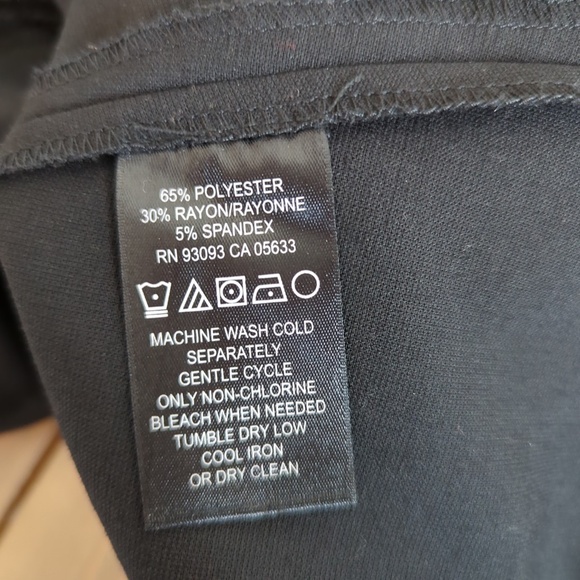 65% POLYESTER
30% RAYON/RAYONNE
5% SPANDEX
RN 93093 CA 05633
MACHINE WASH COLD
SEPARATELY
GENTLE CYCLE
ONLY NON-CHLORINE
BLEACH WHEN NEEDED
TUMBLE DRY LOW
COOL IRON
OR DRY CLEAN